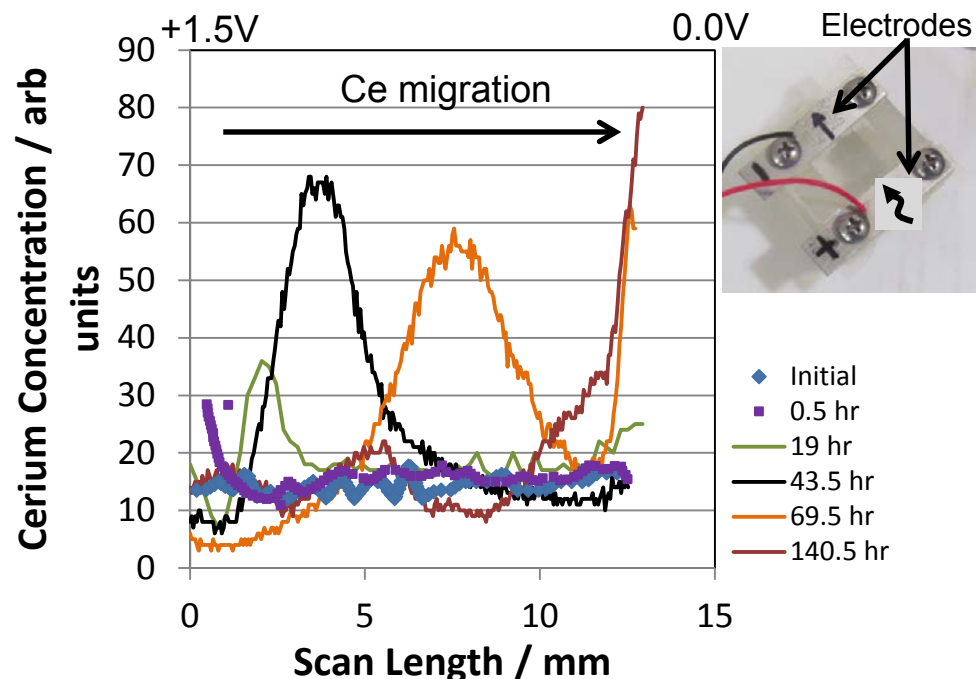 +1.5V
0.0V
Electrodes
Ce migration
Cerium Concentration / arb
units
90
80
70
60
50
40
30
20
10
0
0
5
10
15
Scan Length / mm
Initial
0.5 hr
19 hr
43.5 hr
69.5 hr
140.5 hr
+